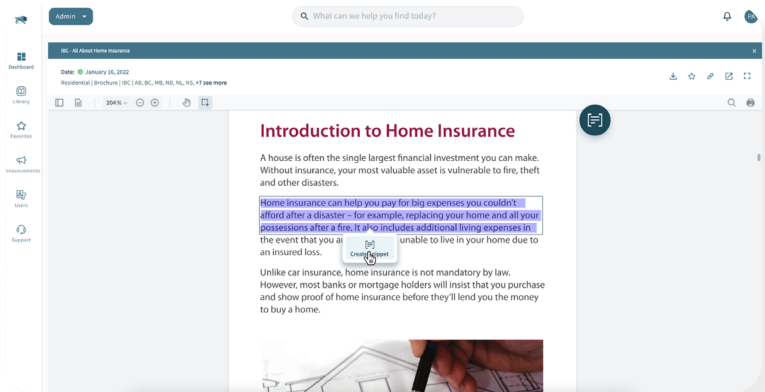 Admin
What can we help you find today?
PA
IBC - All About Home Insurance
Date: January 16, 2022
Residential | Brochure | IBC | AB, BC, MB, NB, NL, NS, +7 see more
204 %
Dashboard
Library
Favorites
nnouncements
Users
Support
Introduction to Home Insurance
A house is often the single largest financial investment you can make.
Without insurance, your most valuable asset is vulnerable to fire, theft
and other disasters.
Home insurance can help you pay for big expenses you couldn't
afford after a disaster – for example, replacing your home and all your
possessions after a fire. It also includes additional living expenses in
the event that you unable to live in your home due to
an insured loss.
Create Snippet
Unlike car insurance, home insurance is not mandatory by law.
However, most banks or mortgage holders will insist that you purchase
and show proof of home insurance before they'll lend you the money
to buy a home.